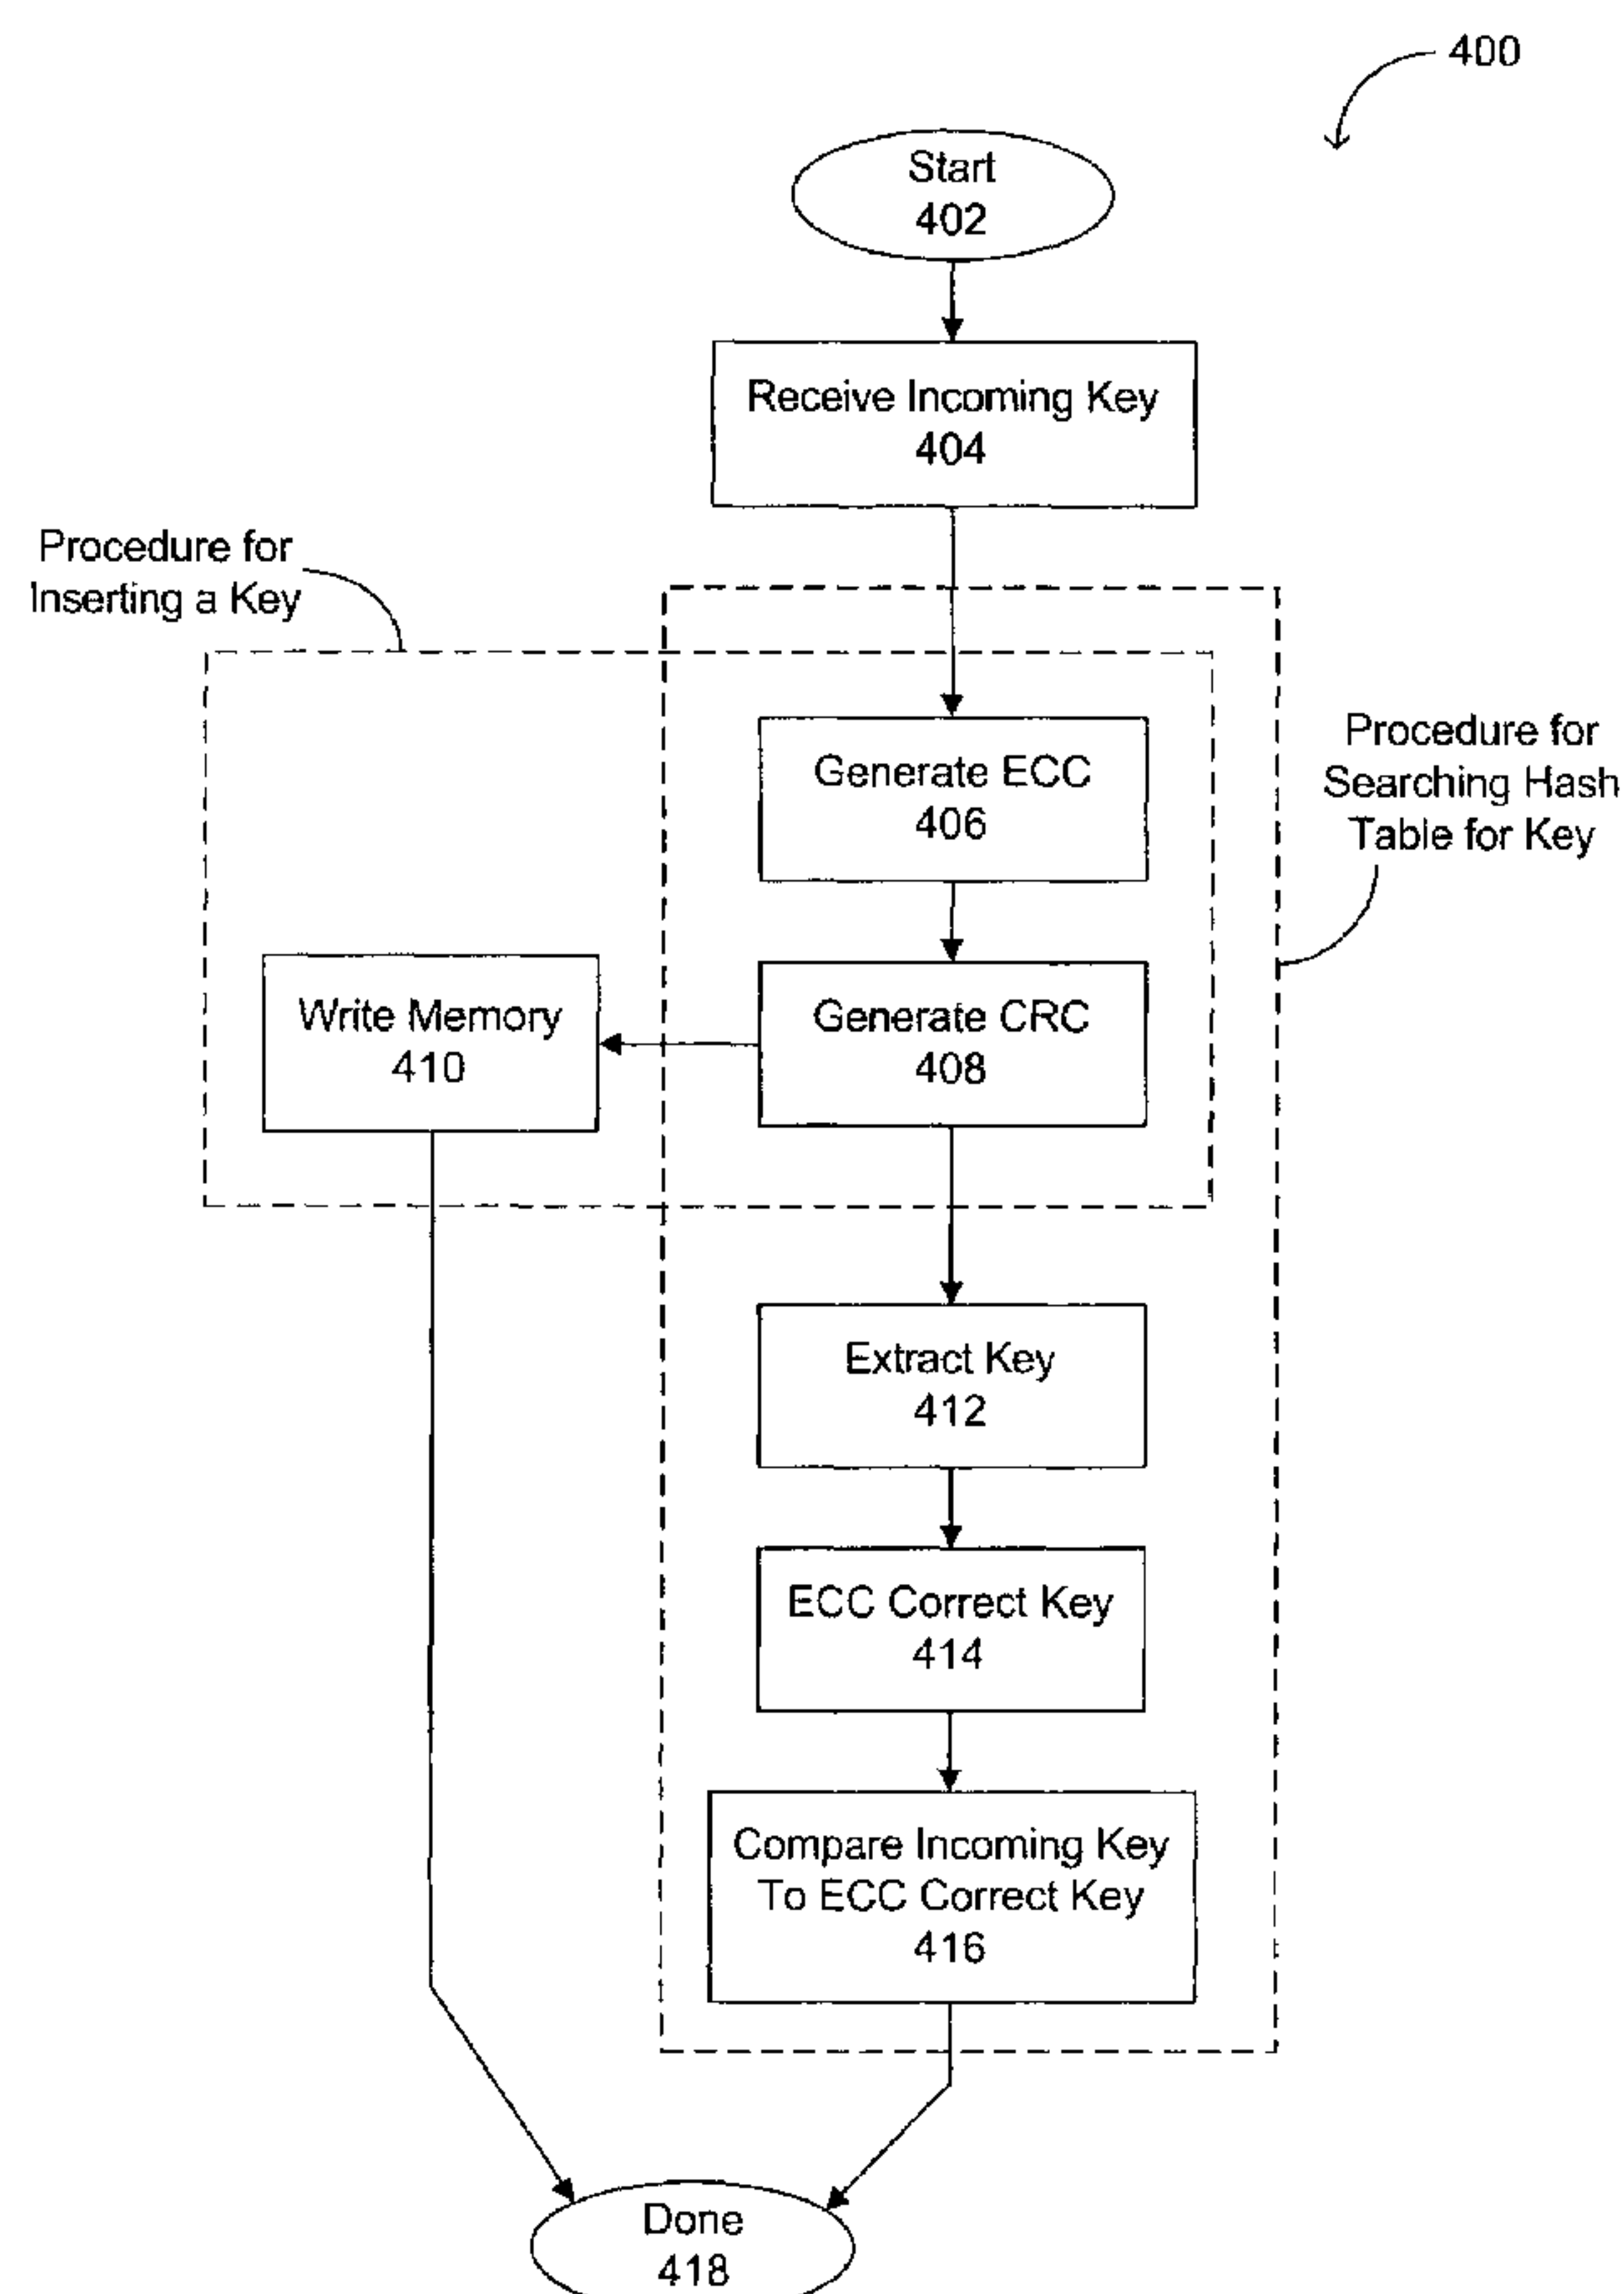 400
Start
402
Receive Incoming Key
404
Procedure for
Inserting a Key
Generate ECC
406
Procedure for
Searching Hash
Table for Key
Write Memory
410
Generate CRC
408
Extract Key
412
ECC Correct Key
414
Compare Incoming Key
To ECC Correct Key
416
Done
418